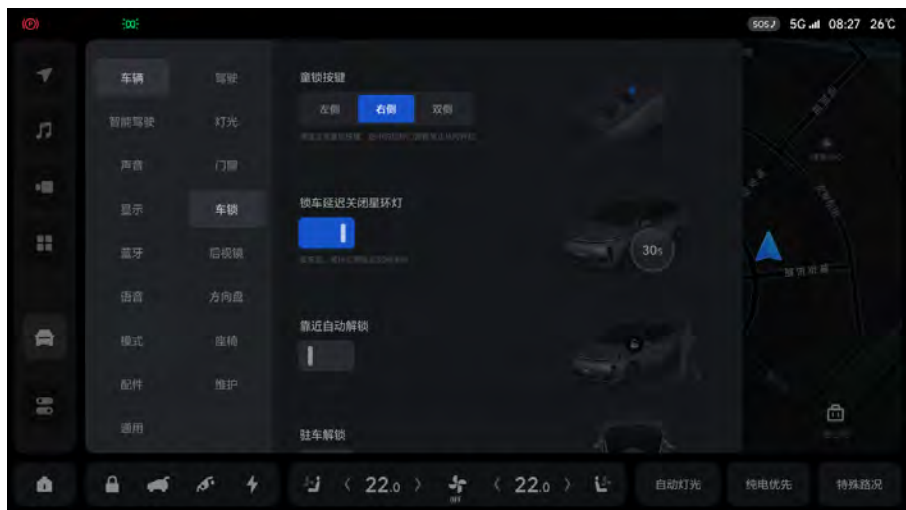 SOS 5G 08:27 26℃
车辆
智能驾驶
声音
显示
蓝牙
语音
模式
配件
通用
驾驶
灯光
门窗
车锁
后视镜
方向盘
座椅
维护
童锁按键
左侧 右侧 双侧
锁车延迟关闭星环灯
30s
靠近自动解锁
驻车解锁
22.0
OFF
22.0
自动灯光
纯电优先
特殊路况